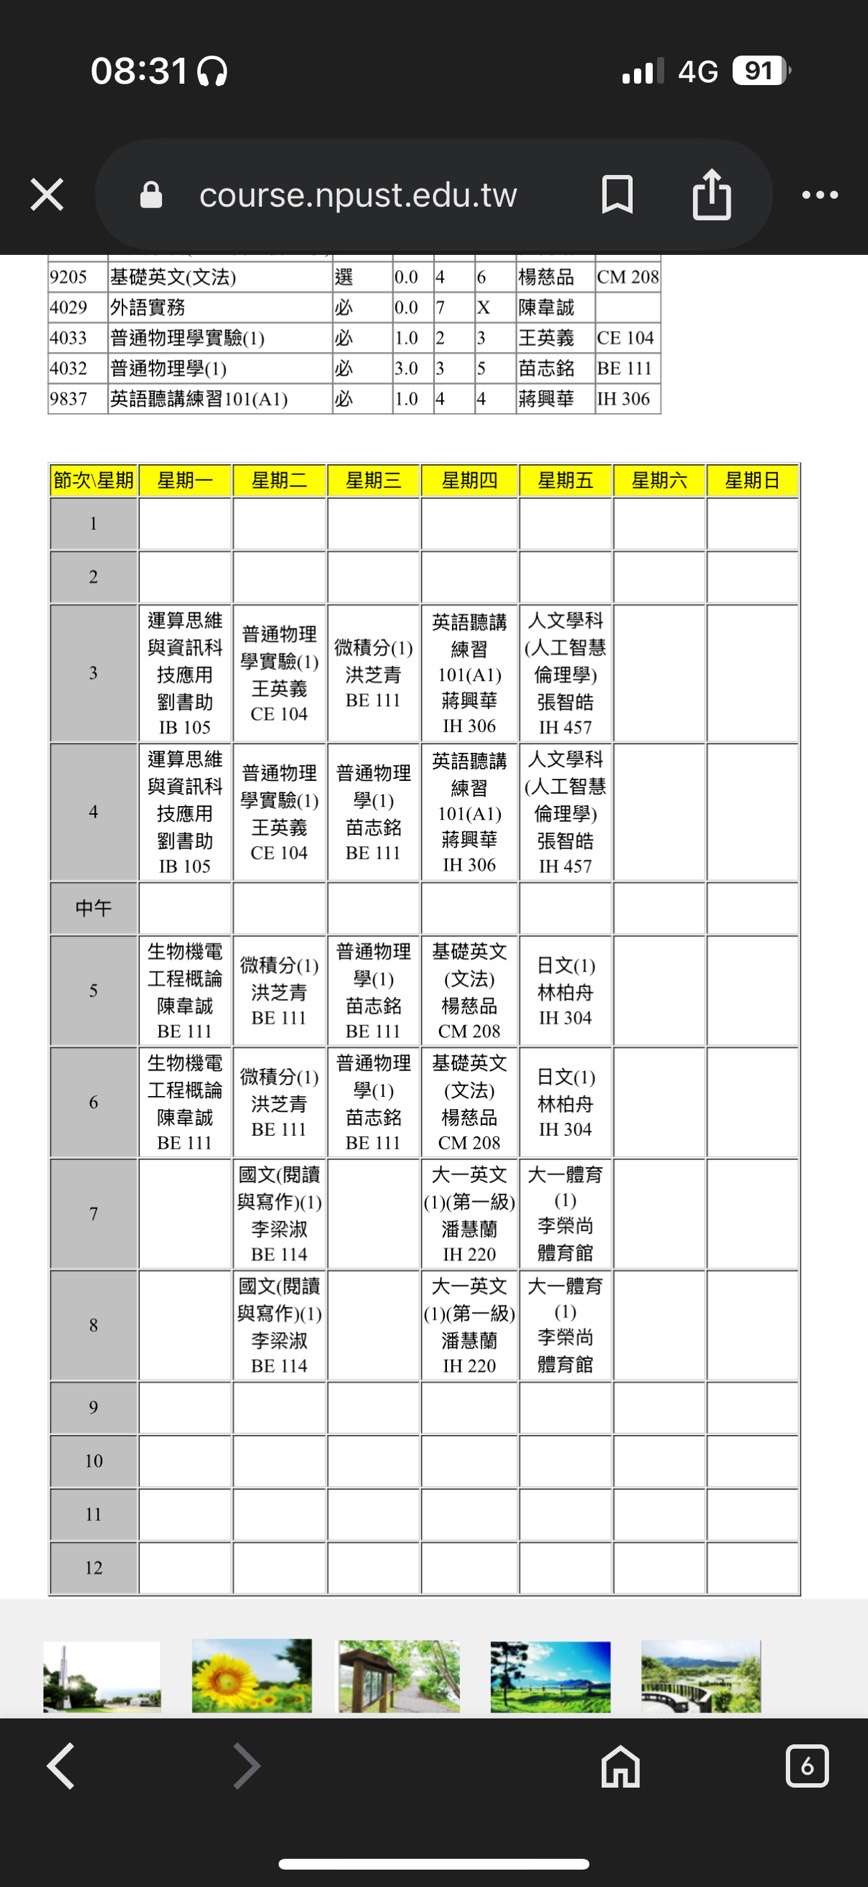 08:31 4G 91
course.npust.edu.tw
9205 基礎英文(文法) 選 0.0 4 6 楊慈品 CM 208
4029 外語實務 必 0.0 7 X 陳韋誠
4033 普通物理學實驗(1) 必 1.0 2 3 王英義 CE 104
4032 普通物理學(1) 必 3.0 3 5 苗志銘 BE 111
9837 英語聽講練習101(A1) 必 1.0 4 4 蔣興華 IH 306
節次\星期 星期一 星期二 星期三 星期四 星期五 星期六 星期日
1
2
3
運算思維
與資訊科
技應用
劉書助
IB 105
普通物理
學實驗(1)
王英義
CE 104
微積分(1)
洪芝青
BE 111
英語聽講
練習
101(A1)
蔣興華
IH 306
人文學科
(人工智慧
倫理學)
張智皓
IH 457
4
運算思維
與資訊科
技應用
劉書助
IB 105
普通物理
學實驗(1)
王英義
CE 104
普通物理
學(1)
苗志銘
BE 111
英語聽講
練習
101(A1)
蔣興華
IH 306
人文學科
(人工智慧
倫理學)
張智皓
IH 457
中午
5
生物機電
工程概論
陳韋誠
BE 111
微積分(1)
洪芝青
BE 111
普通物理
學(1)
苗志銘
BE 111
基礎英文
(文法)
楊慈品
CM 208
日文(1)
林柏舟
IH 304
6
生物機電
工程概論
陳韋誠
BE 111
微積分(1)
洪芝青
BE 111
普通物理
學(1)
苗志銘
BE 111
基礎英文
(文法)
楊慈品
CM 208
日文(1)
林柏舟
IH 304
7
國文(閱讀
與寫作)(1)
李梁淑
BE 114
大一英文
(1)(第一級)
潘慧蘭
IH 220
大一體育
(1)
李榮尚
體育館
8
國文(閱讀
與寫作)(1)
李梁淑
BE 114
大一英文
(1)(第一級)
潘慧蘭
IH 220
大一體育
(1)
李榮尚
體育館
9
10
11
12
6